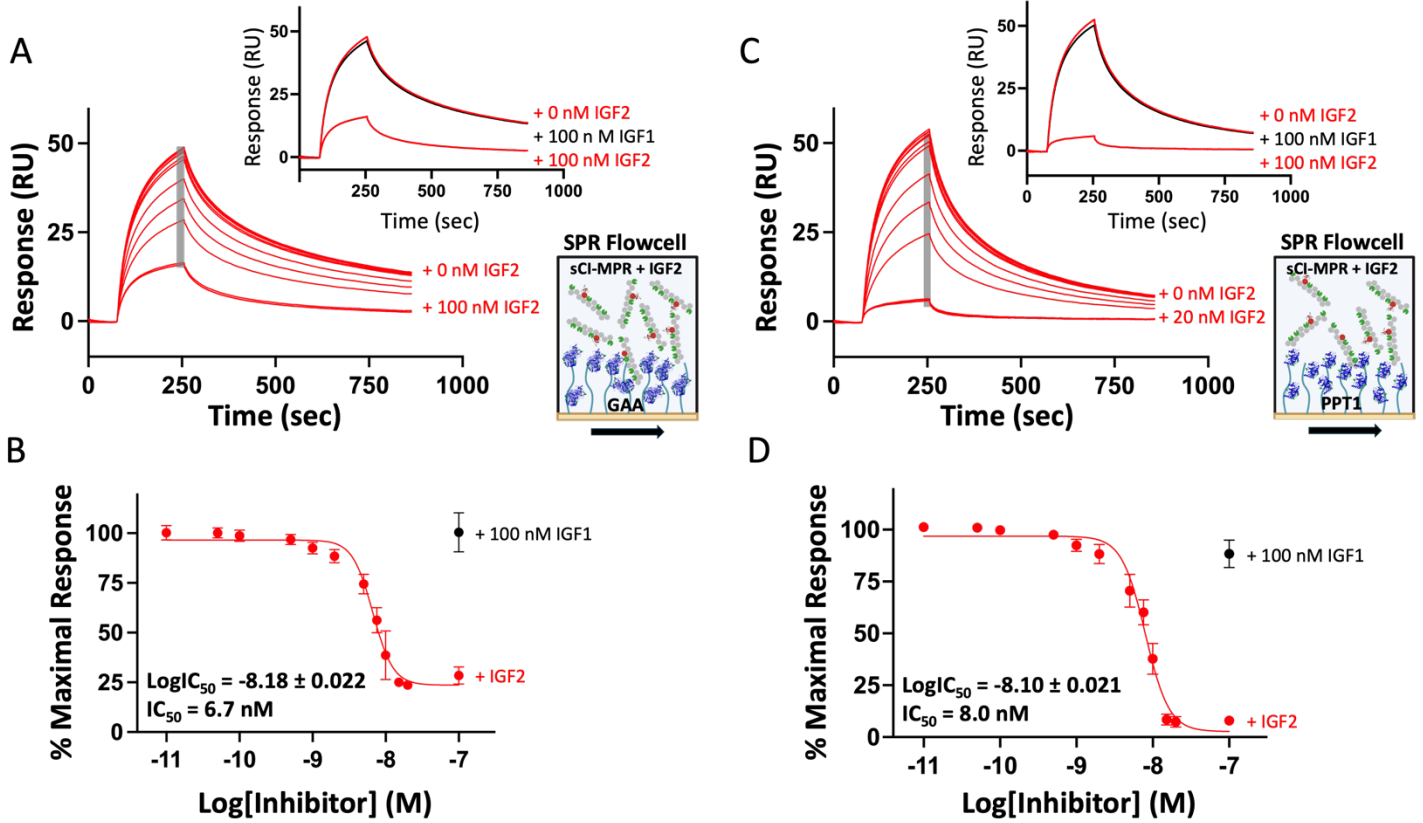 A
Response (RU)
50
25
0
0
250
500
750
1000
Time (sec)
+ 0 nM IGF2
+ 100 nM IGF2
Response (RU)
50
25
0
250
500
750
1000
Time (sec)
+ 0 nM IGF2
+ 100 n M IGF1
+ 100 nM IGF2
SPR Flowcell
sCI-MPR + IGF2
GAA
C
Response (RU)
50
25
0
0
250
500
750
1000
Time (sec)
+ 0 nM IGF2
+ 20 nM IGF2
Response (RU)
50
25
0
0
250
500
750
1000
Time (sec)
+ 0 nM IGF2
+ 100 nM IGF1
+ 100 nM IGF2
SPR Flowcell
sCI-MPR + IGF2
PPT1
B
% Maximal Response
100
75
50
25
0
-11
-10
-9
-8
-7
Log[Inhibitor] (M)
+ 100 nM IGF1
+ IGF2
LogIC50 = -8.18 ± 0.022
IC50 = 6.7 nM
D
% Maximal Response
100
75
50
25
0
-11
-10
-9
-8
-7
Log[Inhibitor] (M)
+ 100 nM IGF1
+ IGF2
LogIC50 = -8.10 ± 0.021
IC50 = 8.0 nM